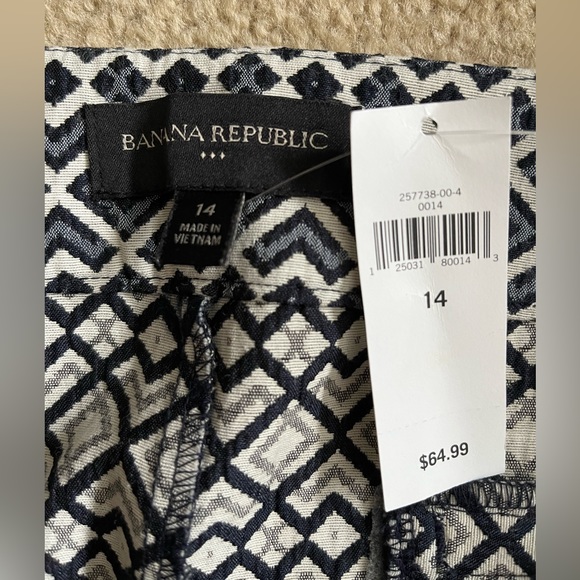 BANANA REPUBLIC
14
MADE IN
VIETNAM
257738-00-4
0014
1 25031 80014 3
14
$64.99